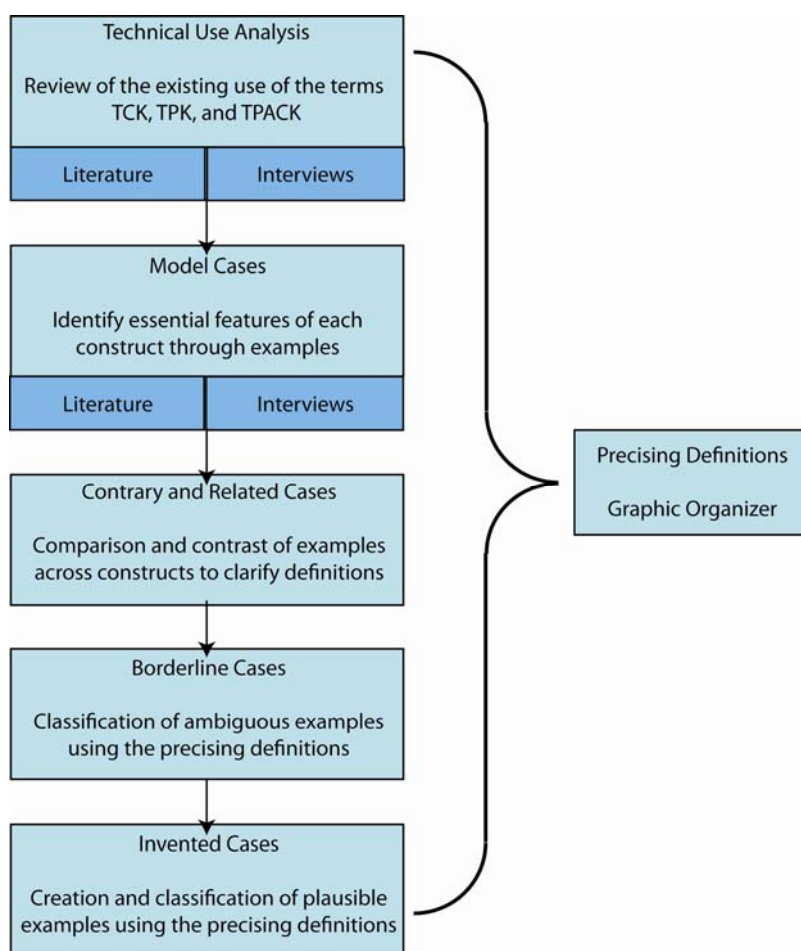 Technical Use Analysis
Review of the existing use of the terms
TCK, TPK, and TPACK
Literature
Interviews
Model Cases
Identify essential features of each
construct through examples
Literature
Interviews
Contrary and Related Cases
Comparison and contrast of examples
across constructs to clarify definitions
Borderline Cases
Classification of ambiguous examples
using the precising definitions
Invented Cases
Creation and classification of plausible
examples using the precising definitions
Precising Definitions
Graphic Organizer